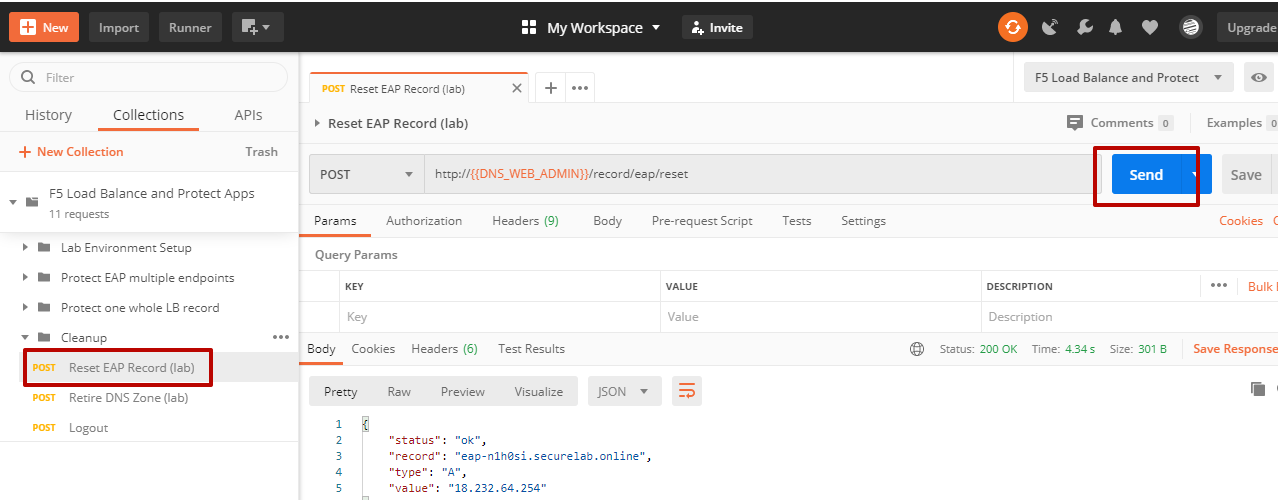 New Import Runner My Workspace Invite Upgrade
Filter
History Collections APIs
New Collection Trash
F5 Load Balance and Protect Apps
11 requests
Lab Environment Setup
Protect EAP multiple endpoints
Protect one whole LB record
Cleanup
POST Reset EAP Record (lab)
POST Retire DNS Zone (lab)
POST Logout
POST Reset EAP Record (lab) F5 Load Balance and Protect
Reset EAP Record (lab) Comments 0 Examples 0
POST http://{{DNS_WEB_ADMIN}}/record/eap/reset Send Save
Params Authorization Headers (9) Body Pre-request Script Tests Settings Cookies
Query Params
KEY VALUE DESCRIPTION Bulk
Key Value Description
Body Cookies Headers (6) Test Results Status: 200 OK Time: 4.34 s Size: 301 B Save Response
Pretty Raw Preview Visualize JSON
1 {
2 "status": "ok",
3 "record": "eap-n1h0si.securelab.online",
4 "type": "A",
5 "value": "18.232.64.254"